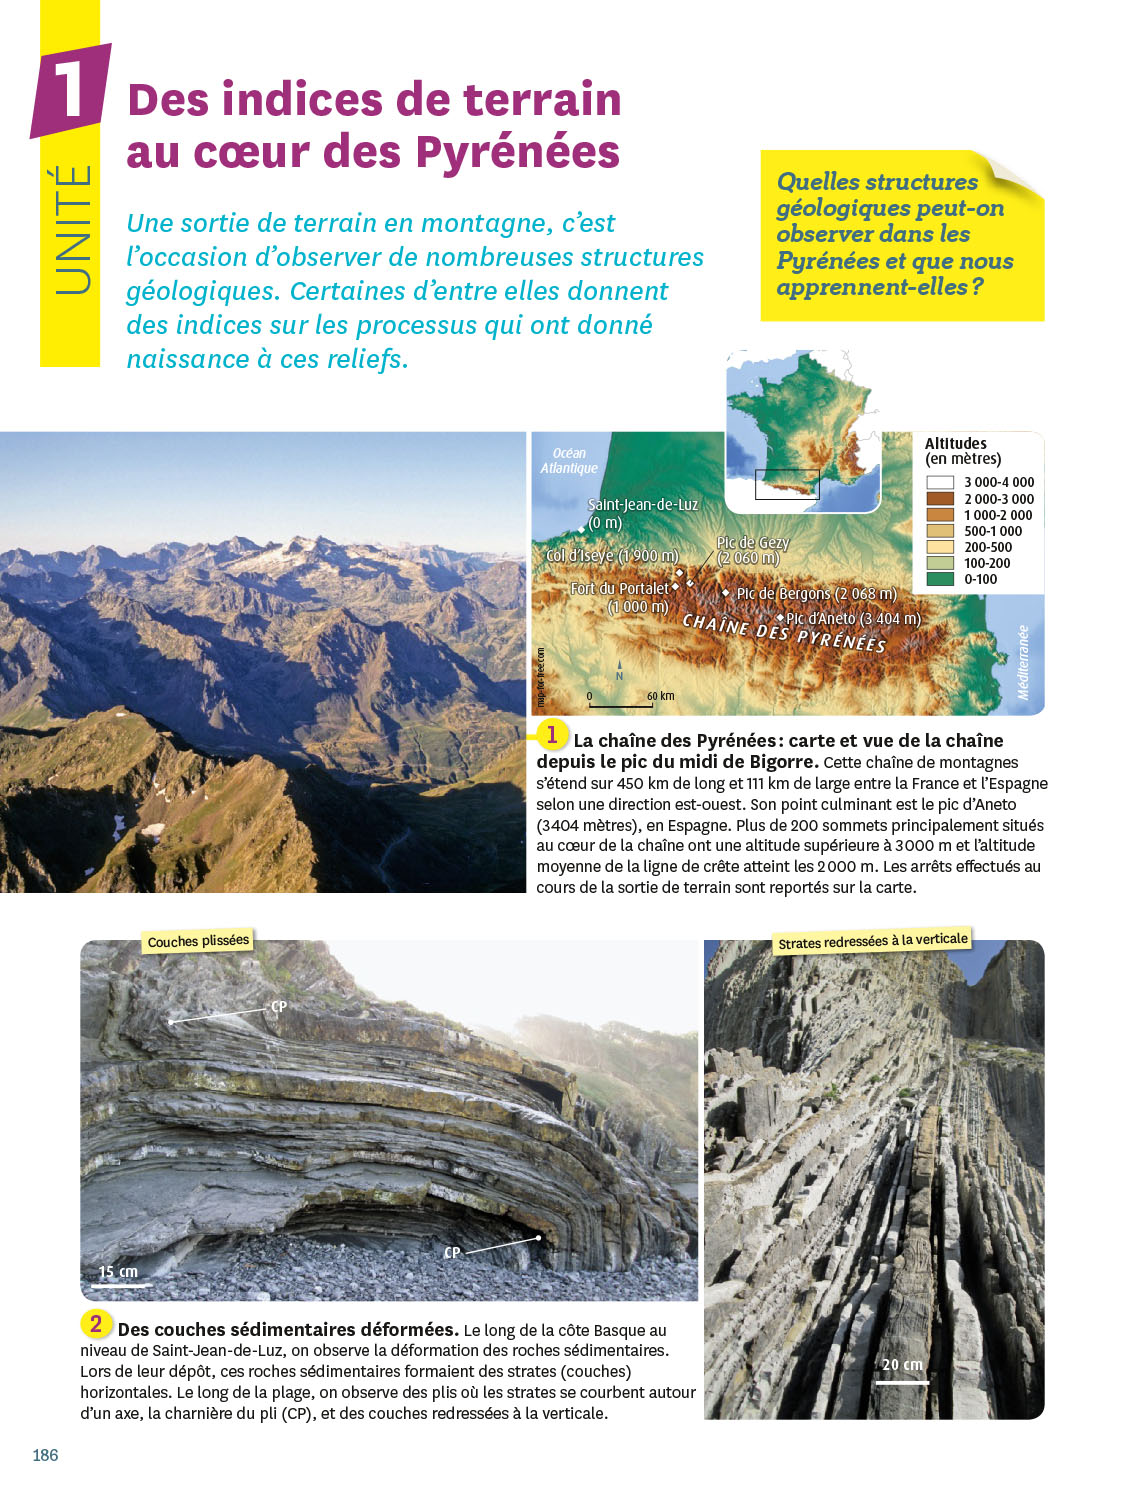 1
UNITÉ
Des indices de terrain
au cœur des Pyrénées
Une sortie de terrain en montagne, c’est
l’occasion d’observer de nombreuses structures
géologiques. Certaines d’entre elles donnent
des indices sur les processus qui ont donné
naissance à ces reliefs.
Quelles structures
géologiques peut-on
observer dans les
Pyrénées et que nous
apprennent-elles ?
Océan
Atlantique
Saint-Jean-de-Luz
(0 m)
Col d’Iseye (1 900 m)
Pic de Gezy
(2 060 m)
Fort du Portalet
(1 000 m)
Pic de Bergons (2 068 m)
Pic d’Aneto (3 404 m)
CHAÎNE DES PYRÉNÉES
Méditerranée
map-for-free.com
N
0 60 km
Altitudes
(en mètres)
3 000-4 000
2 000-3 000
1 000-2 000
500-1 000
200-500
100-200
0-100
1 La chaîne des Pyrénées : carte et vue de la chaîne
depuis le pic du midi de Bigorre. Cette chaîne de montagnes
s’étend sur 450 km de long et 111 km de large entre la France et l’Espagne
selon une direction est-ouest. Son point culminant est le pic d’Aneto
(3404 mètres), en Espagne. Plus de 200 sommets principalement situés
au cœur de la chaîne ont une altitude supérieure à 3 000 m et l’altitude
moyenne de la ligne de crête atteint les 2 000 m. Les arrêts effectués au
cours de la sortie de terrain sont reportés sur la carte.
Couches plissées
CP
CP
15 cm
Strates redressées à la verticale
20 cm
2 Des couches sédimentaires déformées. Le long de la côte Basque au
niveau de Saint-Jean-de-Luz, on observe la déformation des roches sédimentaires.
Lors de leur dépôt, ces roches sédimentaires formaient des strates (couches)
horizontales. Le long de la plage, on observe des plis où les strates se courbent autour
d’un axe, la charnière du pli (CP), et des couches redressées à la verticale.
186